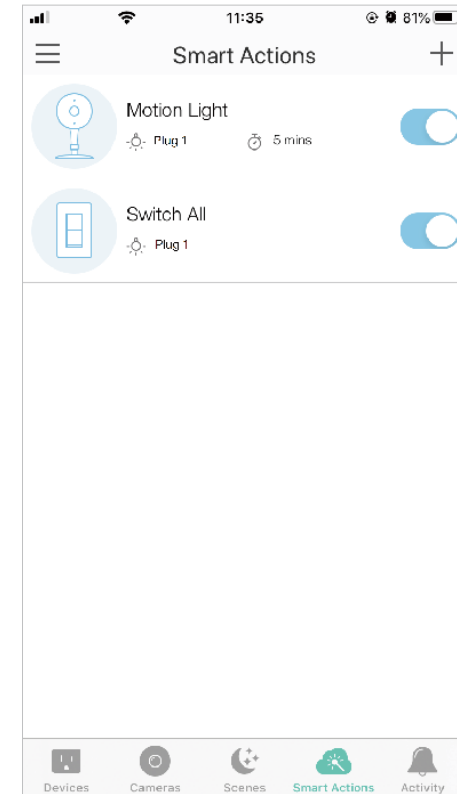 11:35 81%
Smart Actions
Motion Light
Plug 1 5 mins
Switch All
Plug 1
Devices Cameras Scenes Smart Actions Activity